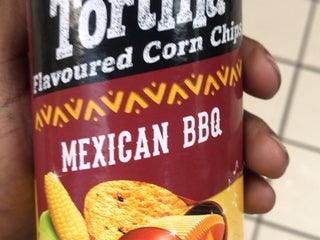 Tortilla
Flavoured Corn Chips
MEXICAN BBQ